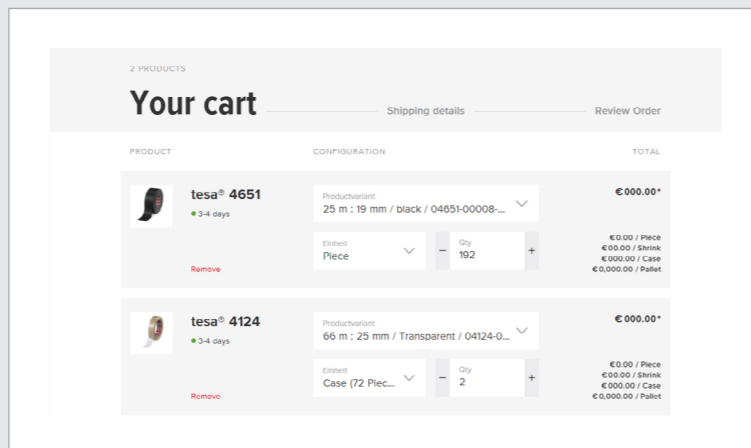 2 PRODUCTS
Your cart
Shipping details
Review Order
PRODUCT
CONFIGURATION
TOTAL
tesa® 4651
3-4 days
Remove
Productvariant
25 m : 19 mm / black / 04651-00008-...
Einheit
Piece
−
Qty
192
+
€000.00*
€0.00 / Piece
€00.00 / Shrink
€000.00 / Case
€0,000.00 / Pallet
tesa® 4124
3-4 days
Remove
Productvariant
66 m : 25 mm / Transparent / 04124-0...
Einheit
Case (72 Piec...
−
Qty
2
+
€000.00*
€0.00 / Piece
€00.00 / Shrink
€000.00 / Case
€0,000.00 / Pallet